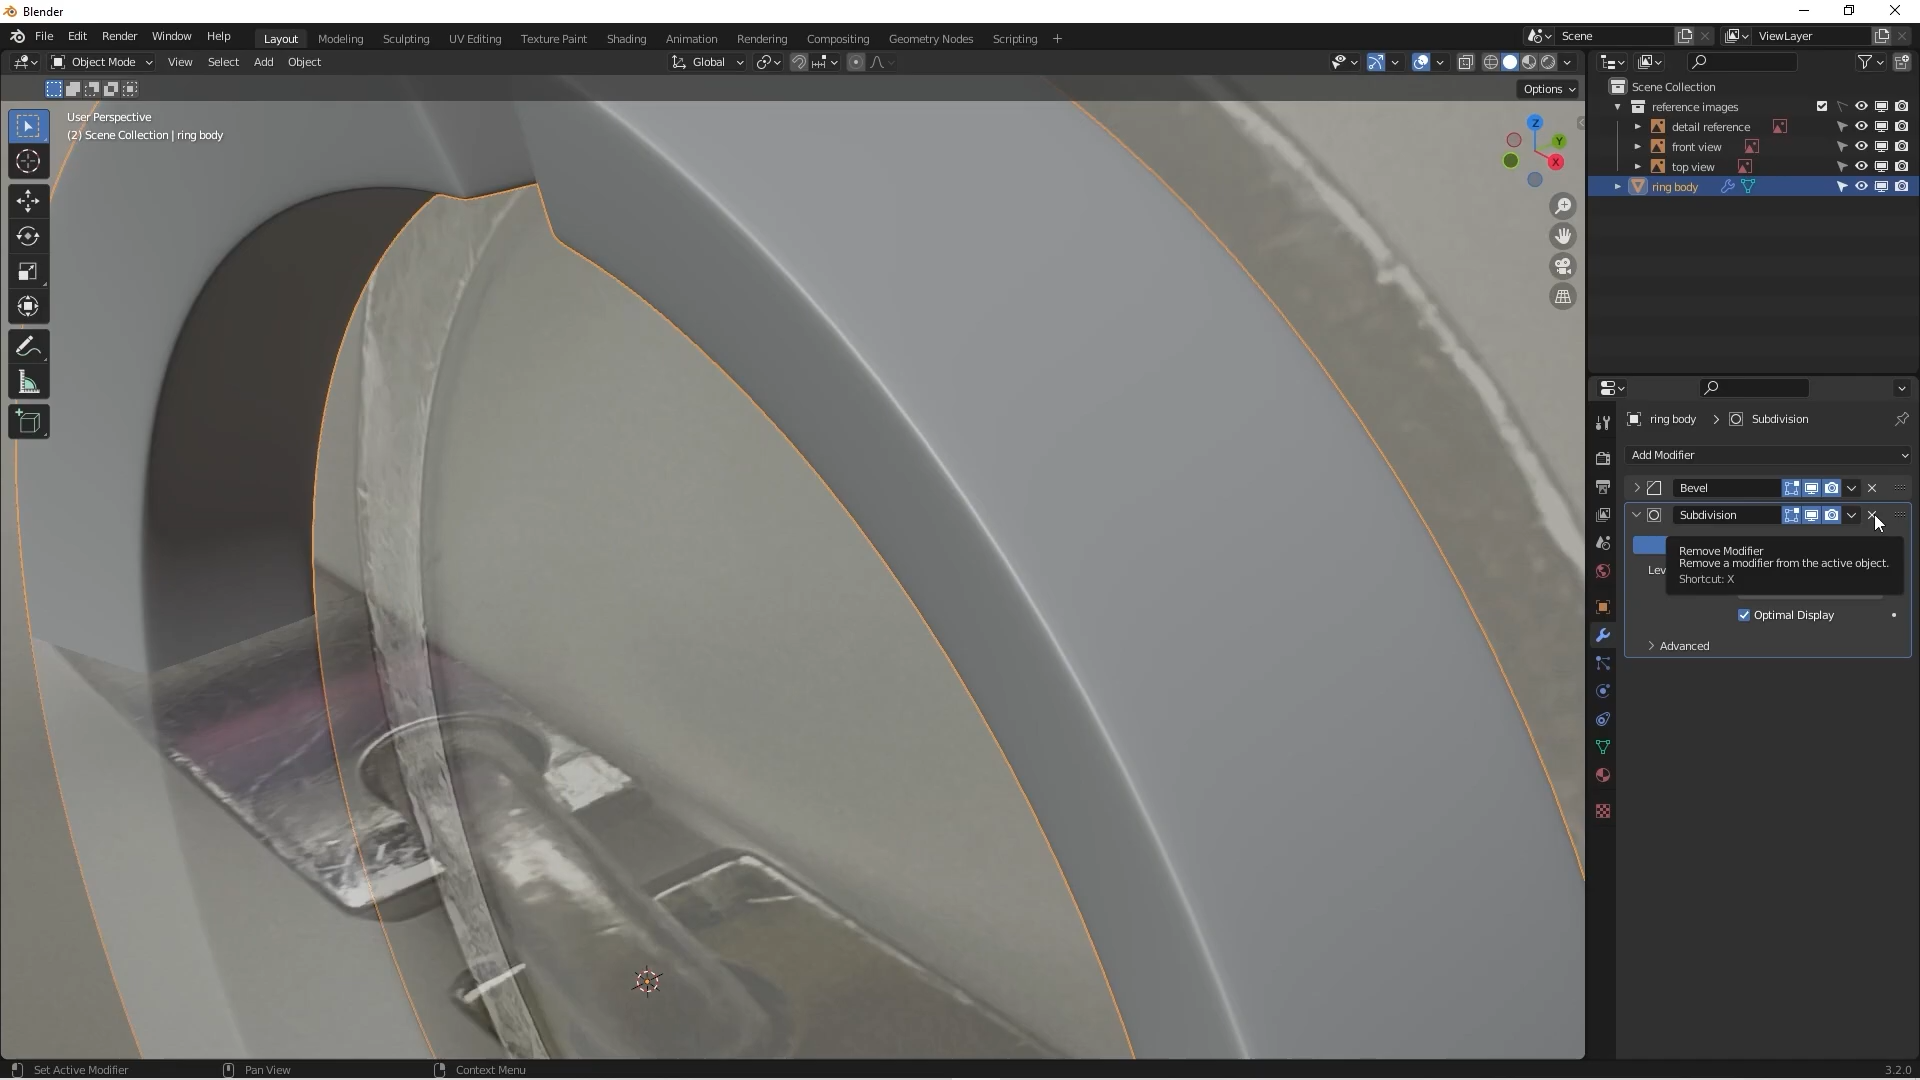 Blender
File Edit Render Window Help Layout Modeling Sculpting UV Editing Texture Paint Shading Animation Rendering Compositing Geometry Nodes Scripting + Scene ViewLayer
Object Mode View Select Add Object Global
Options
User Perspective
(2) Scene Collection | ring body
Z
Y
X
Scene Collection
reference images
detail reference
front view
top view
ring body
ring body > Subdivision
Add Modifier
Bevel
Subdivision
Remove Modifier
Remove a modifier from the active object.
Shortcut: X
Lev
Optimal Display
Advanced
Set Active Modifier Pan View Context Menu 3.2.0